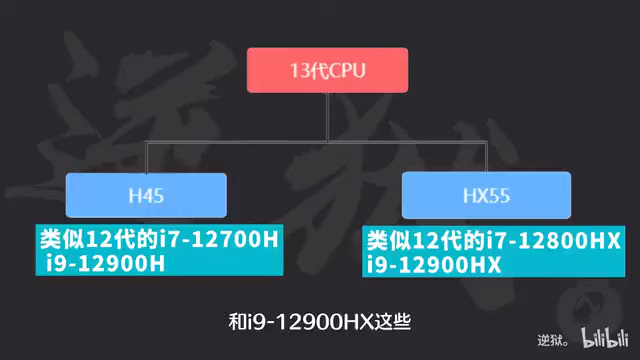 13代CPU
H45
HX55
类似12代的i7-12700H
i9-12900H
类似12代的i7-12800HX
i9-12900HX
和i9-12900HX这些
逆狱。 bilibili